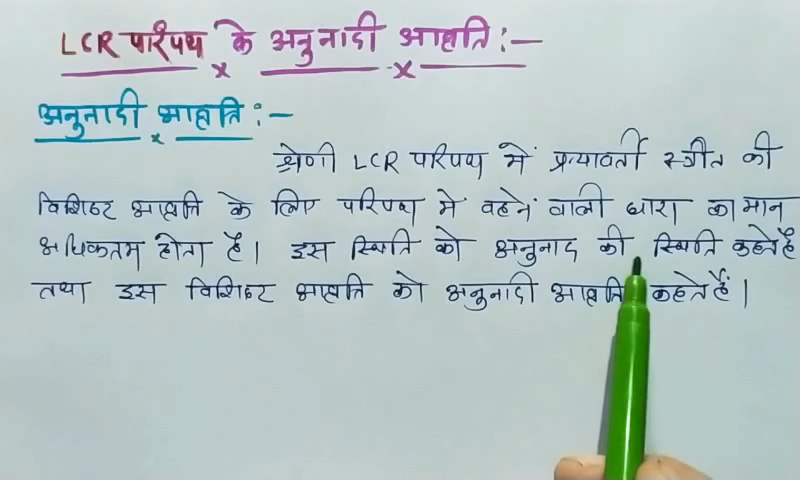 LCR परिपथ के अनुनादी आवृत्ति :-
अनुनादी आवृत्ति :-
श्रेणी LCR परिपथ में प्रत्यावर्ती स्त्रोत की
विशिष्ट आवृत्ति के लिए परिपथ मे वहने वाली धारा का मान
अधिकतम होता है। इस स्थिति को अनुनाद की स्थिति कहते है
तथा इस विशिष्ट आवृत्ति को अनुनादी आवृत्ति कहते हैं।